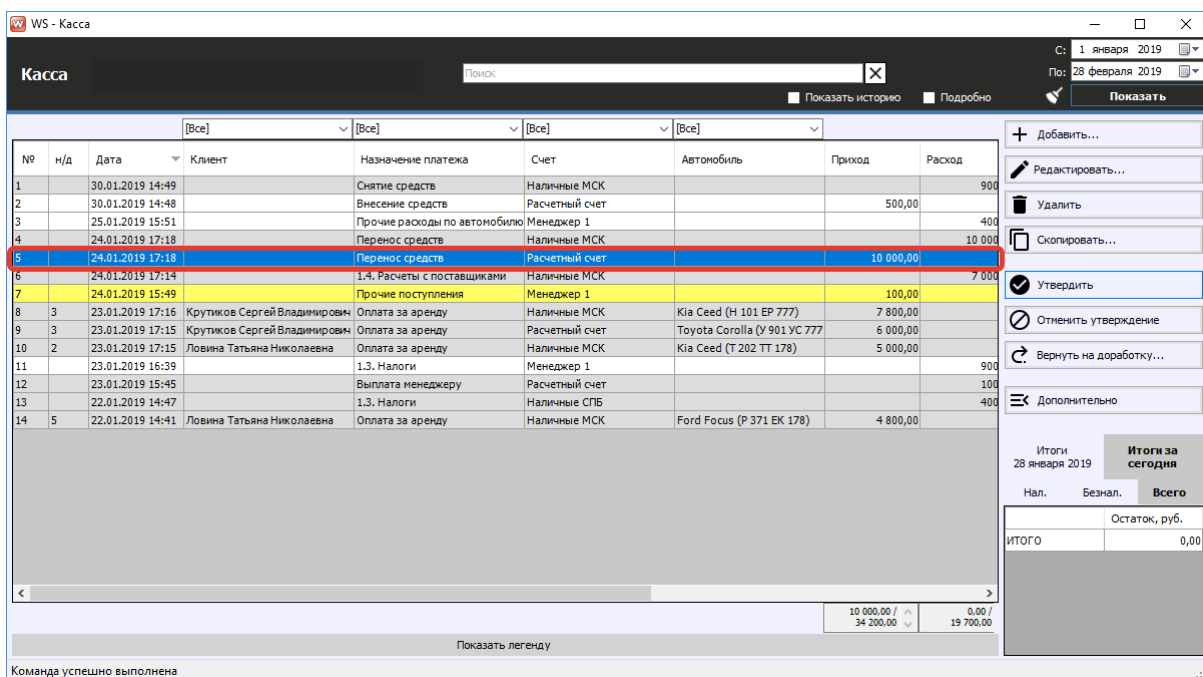 WS - Касса
С: 1 января 2019
Касса Поиск По: 28 февраля 2019
Показать историю Подробно Показать
[Все] [Все] [Все] [Все]
№ н/д Дата Клиент Назначение платежа Счет Автомобиль Приход Расход
1 30.01.2019 14:49 Снятие средств Наличные МСК 900
2 30.01.2019 14:48 Внесение средств Расчетный счет 500,00
3 25.01.2019 15:51 Прочие расходы по автомобилю Менеджер 1 400
4 24.01.2019 17:18 Перенос средств Наличные МСК 10 000
5 24.01.2019 17:18 Перенос средств Расчетный счет 10 000,00
6 24.01.2019 17:14 1.4. Расчеты с поставщиками Наличные МСК 7 000
7 24.01.2019 15:49 Прочие поступления Менеджер 1 100,00
8 3 23.01.2019 17:16 Крутиков Сергей Владимирович Оплата за аренду Наличные МСК Kia Ceed (Н 101 ЕР 777) 7 800,00
9 3 23.01.2019 17:15 Крутиков Сергей Владимирович Оплата за аренду Расчетный счет Toyota Corolla (У 901 УС 777 6 000,00
10 2 23.01.2019 17:15 Ловина Татьяна Николаевна Оплата за аренду Наличные МСК Kia Ceed (Т 202 ТТ 178) 5 000,00
11 23.01.2019 16:39 1.3. Налоги Менеджер 1 900
12 23.01.2019 15:45 Выплата менеджеру Расчетный счет 100
13 22.01.2019 14:47 1.3. Налоги Наличные СПБ 400
14 5 22.01.2019 14:41 Ловина Татьяна Николаевна Оплата за аренду Наличные МСК Ford Focus (Р 371 ЕК 178) 4 800,00
10 000,00 / 0,00 /
34 200,00 19 700,00
Показать легенду
Добавить...
Редактировать...
Удалить
Скопировать...
Утвердить
Отменить утверждение
Вернуть на доработку...
Дополнительно
Итоги Итоги за
28 января 2019 сегодня
Нал. Безнал. Всего
Остаток, руб.
ИТОГО 0,00
Команда успешно выполнена